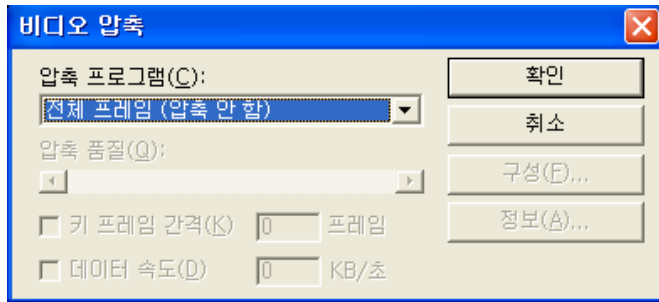 비디오 압축
압축 프로그램(C):
전체 프레임 (압축 안 함)
압축 품질(Q):
키 프레임 간격(K) 0 프레임
데이터 속도(D) 0 KB/초
확인
취소
구성(F)...
정보(A)...